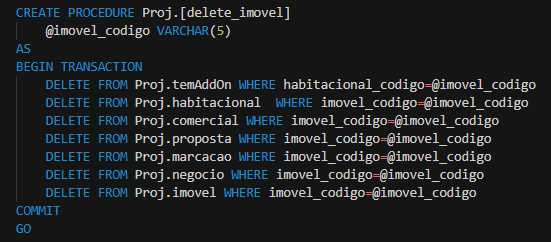 CREATE PROCEDURE Proj.[delete_imovel]
    @imovel_codigo VARCHAR(5)
AS
BEGIN TRANSACTION
    DELETE FROM Proj.temAddOn WHERE habitacional_codigo=@imovel_codigo
    DELETE FROM Proj.habitacional  WHERE imovel_codigo=@imovel_codigo
    DELETE FROM Proj.comercial WHERE imovel_codigo=@imovel_codigo
    DELETE FROM Proj.proposta WHERE imovel_codigo=@imovel_codigo
    DELETE FROM Proj.marcacao WHERE imovel_codigo=@imovel_codigo
    DELETE FROM Proj.negocio WHERE imovel_codigo=@imovel_codigo
    DELETE FROM Proj.imovel WHERE imovel_codigo=@imovel_codigo
COMMIT
GO